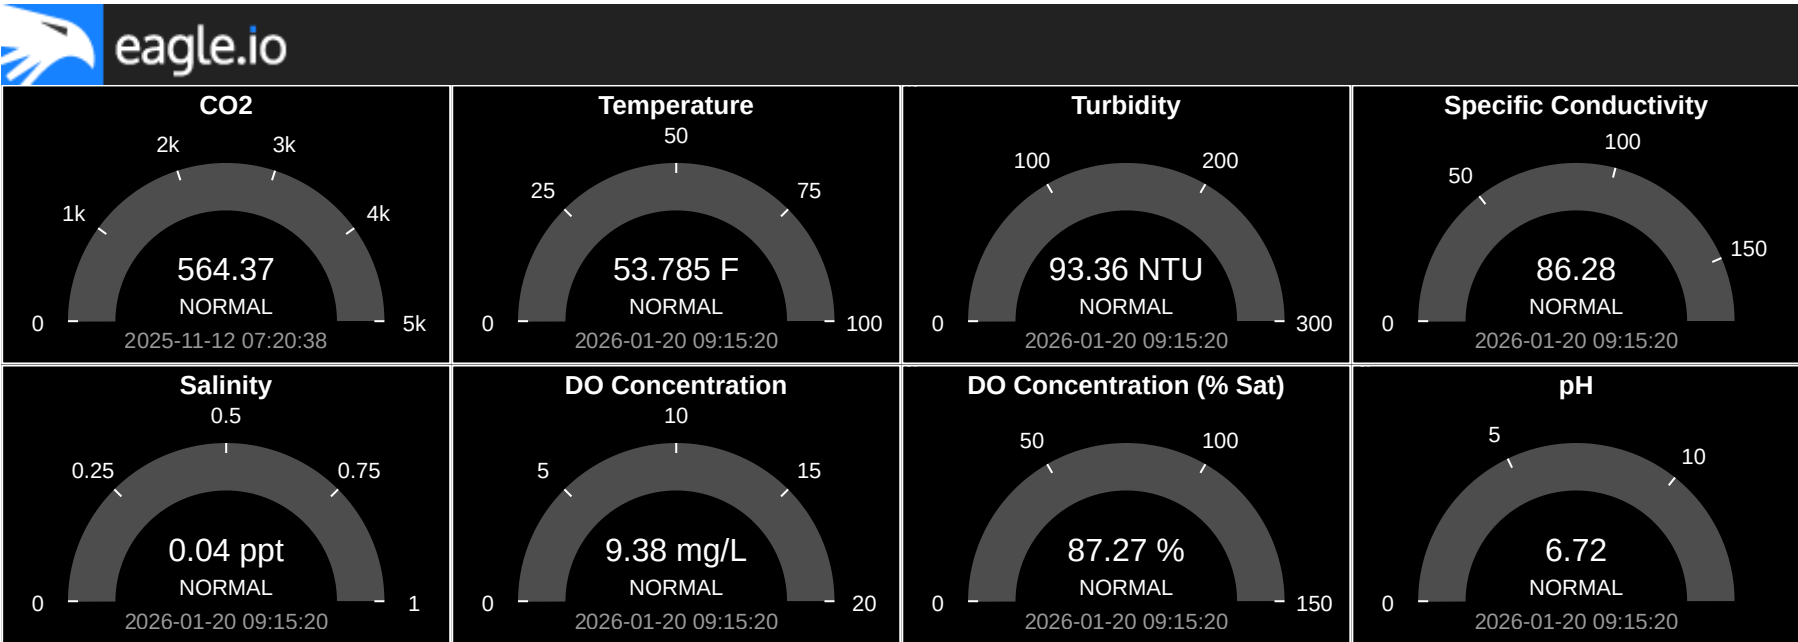 eagle.io
CO2
2k 3k
1k 4k
564.37
NORMAL
0 5k
2025-11-12 07:20:38
Temperature
50
25 75
53.785 F
NORMAL
0 100
2026-01-20 09:15:20
Turbidity
100 200
93.36 NTU
NORMAL
0 300
2026-01-20 09:15:20
Specific Conductivity
100
50
150
86.28
NORMAL
0
2026-01-20 09:15:20
Salinity
0.5
0.25 0.75
0.04 ppt
NORMAL
0 1
2026-01-20 09:15:20
DO Concentration
10
5 15
9.38 mg/L
NORMAL
0 20
2026-01-20 09:15:20
DO Concentration (% Sat)
50 100
87.27 %
NORMAL
0 150
2026-01-20 09:15:20
pH
5
10
6.72
NORMAL
0
2026-01-20 09:15:20